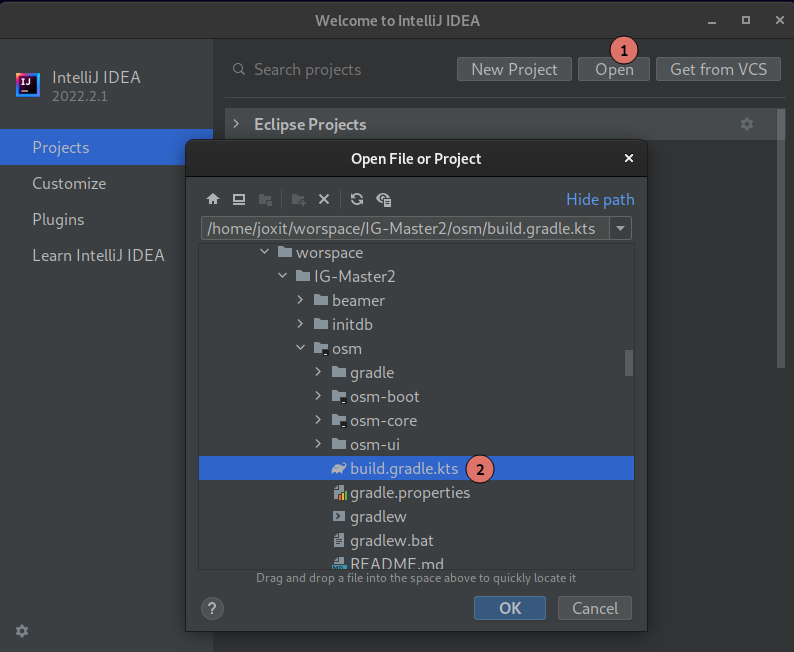 Welcome to IntelliJ IDEA
IntelliJ IDEA
2022.2.1
Projects
Customize
Plugins
Learn IntelliJ IDEA
Search projects
New Project
Open
1
Get from VCS
Eclipse Projects
Open File or Project
Hide path
/home/joxit/worspace/IG-Master2/osm/build.gradle.kts
worspace
IG-Master2
beamer
initdb
osm
gradle
osm-boot
osm-core
osm-ui
build.gradle.kts
2
gradle.properties
gradlew
gradlew.bat
README.md
Drag and drop a file into the space above to quickly locate it
?
OK
Cancel